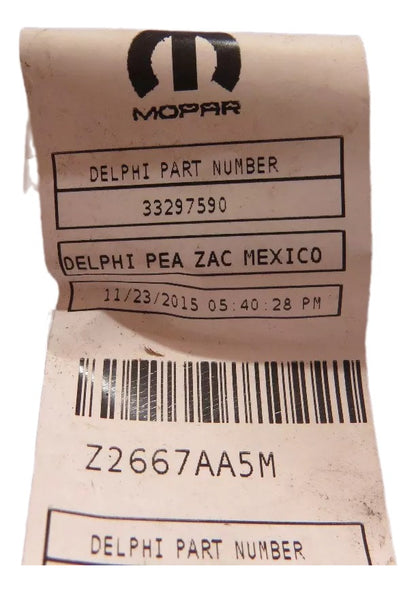 MOPAR
DELPHI PART NUMBER
33297590
DELPHI PEA ZAC MEXICO
11/23/2015 05:40:28 PM
Z2667AA5M
DELPHI PART NUMBER